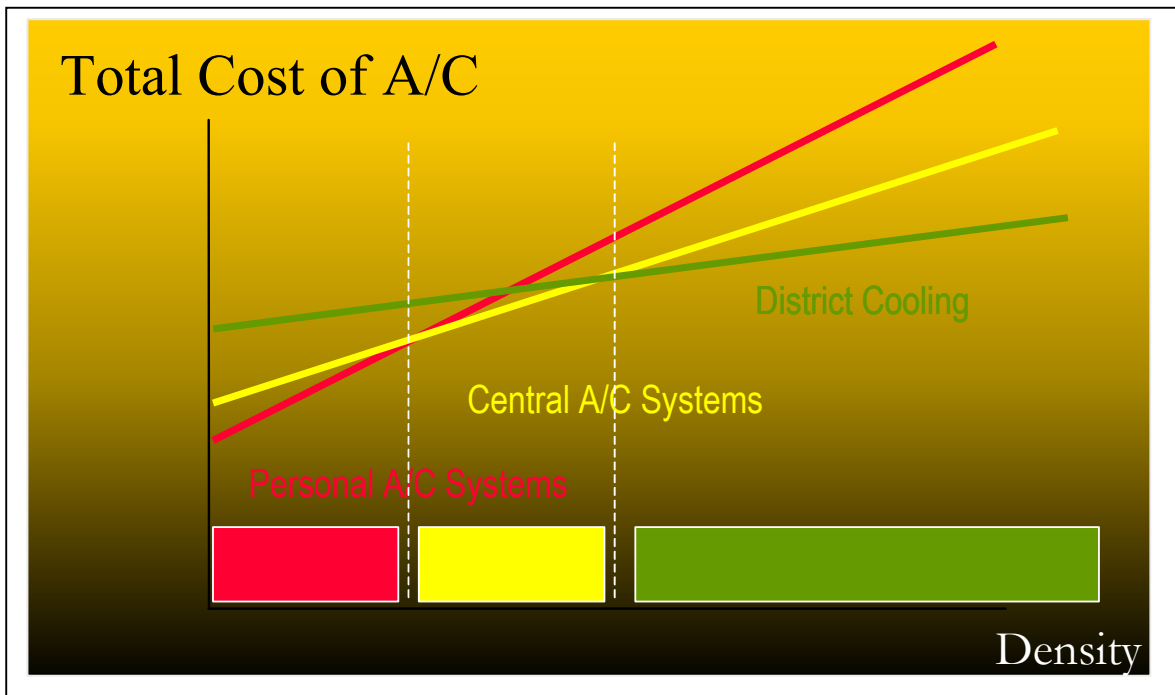 Total Cost of A/C
District Cooling
Central A/C Systems
Personal A/C Systems
Density